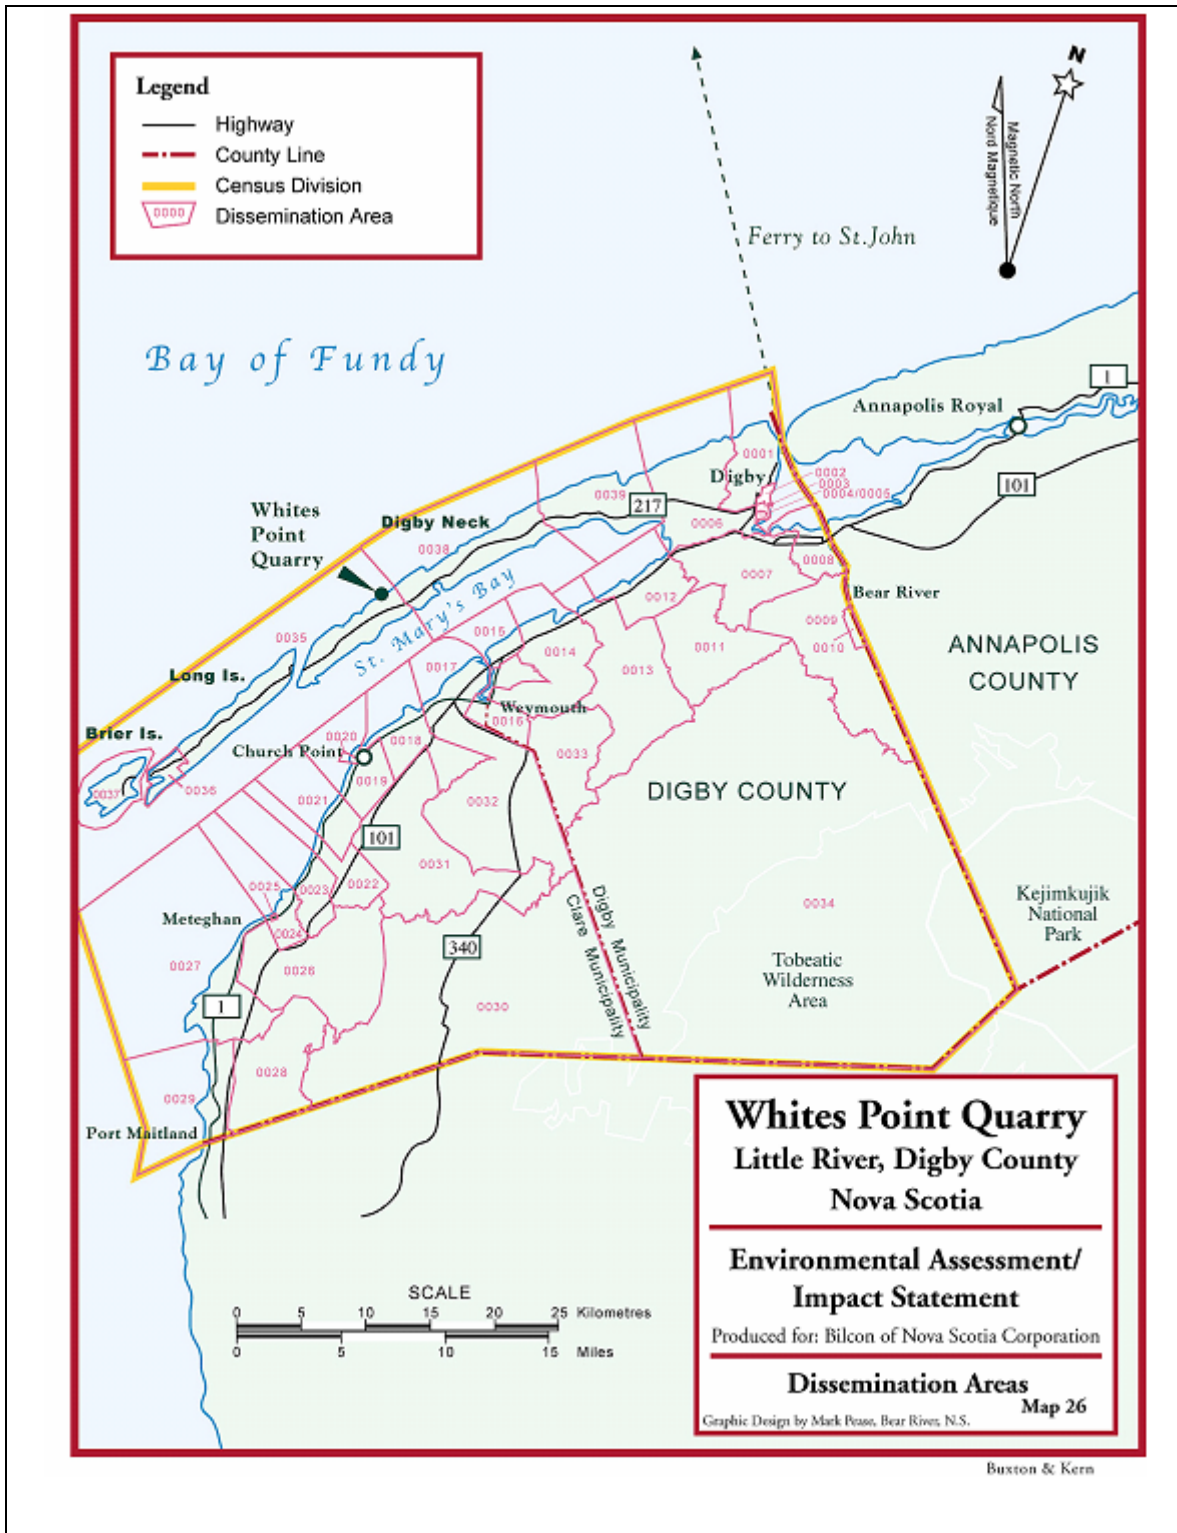 Legend
Highway
County Line
Census Division
0000
Dissemination Area
N
Magnetic North
Nord Magnetique
Ferry to St.John
Bay of Fundy
1
Annapolis Royal
101
0001
Digby
0002
0003
0004/0005
0039
217
0006
Whites
Point
Quarry
Digby Neck
0038
0008
0007
Bear River
0012
0009
0010
0035
St. Mary's Bay
0015
0014
0011
0013
0017
ANNAPOLIS
COUNTY
Long Is.
Weymouth
0016
Brier Is.
0020
0018
Church Point
0033
0019
0037
0036
0021
0032
DIGBY COUNTY
101
0031
0025
0023
0022
0034
Kejimkujik
National
Park
Meteghan
0024
340
Digby Municipality
Clare Municipality
Tobeatic
Wilderness
Area
0027
0026
1
0030
0028
0029
Port Maitland
Whites Point Quarry
Little River, Digby County
Nova Scotia
Environmental Assessment/
Impact Statement
Produced for: Bilcon of Nova Scotia Corporation
Dissemination Areas
Map 26
Graphic Design by Mark Pease, Bear River, N.S.
SCALE
0 5 10 15 20 25 Kilometres
0 5 10 15 Miles
Buxton & Kern